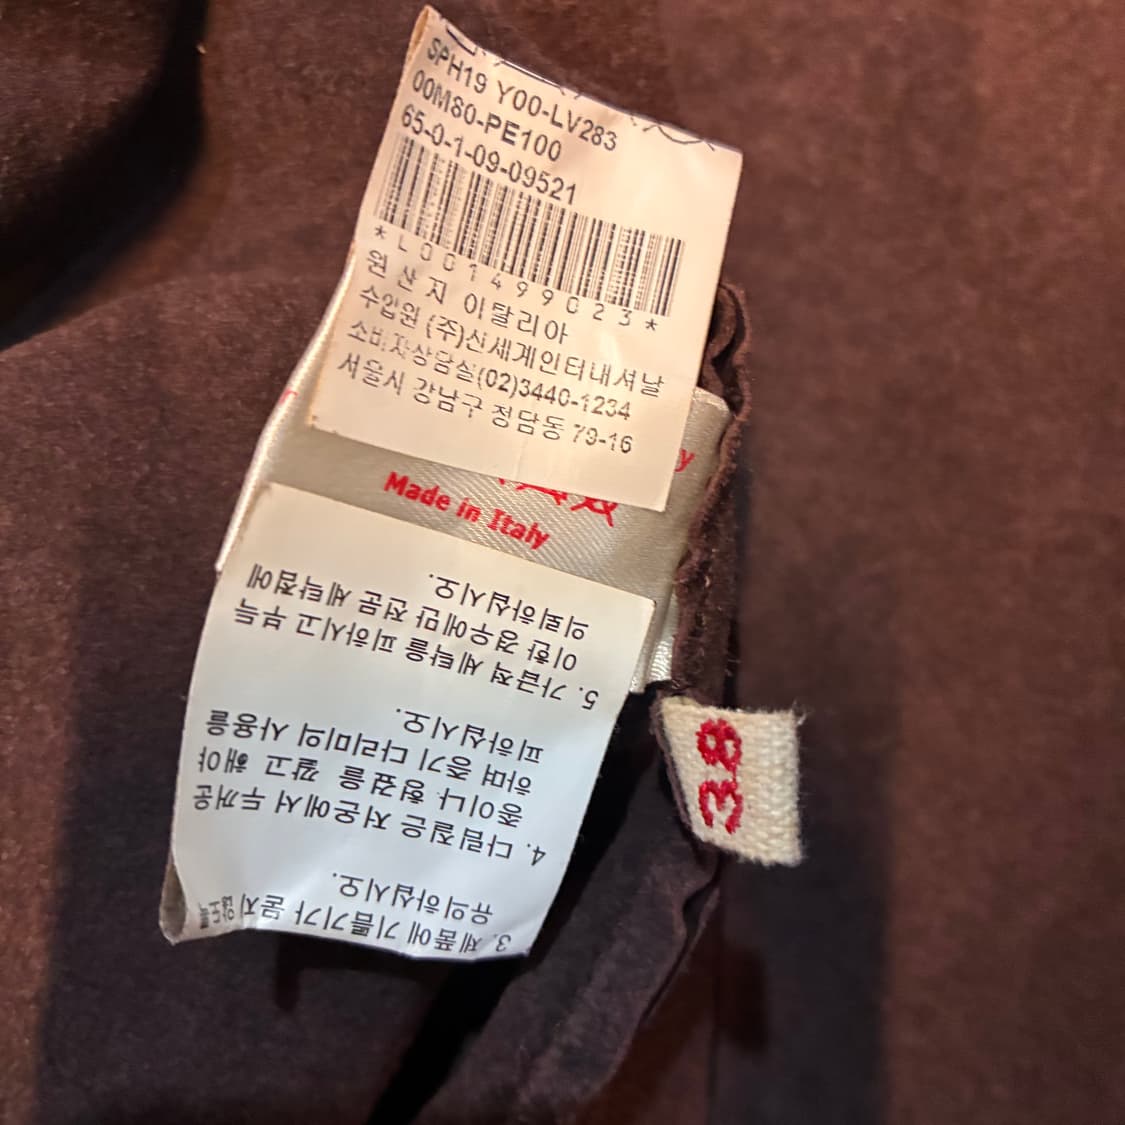 SPH19 Y00-LV283
00M80-PE100
65-0-1-09-09521
*L001499023*
원산지 이탈리아
수입원 (주)신세계인터내셔날
소비자상담실(02)3440-1234
서울시 강남구 청담동 79-16
Made in Italy
3. 제품에 기름기가 묻지 않도록
유의하십시오.
4. 다림질은 저온에서 두꺼운
종이나 헝겊을 깔고 해야
하며 증기 다리미의 사용을
피하십시오.
5. 가급적 세탁을 피하시고 부득
이한 경우에만 전문 세탁점에
의뢰하십시오.
38